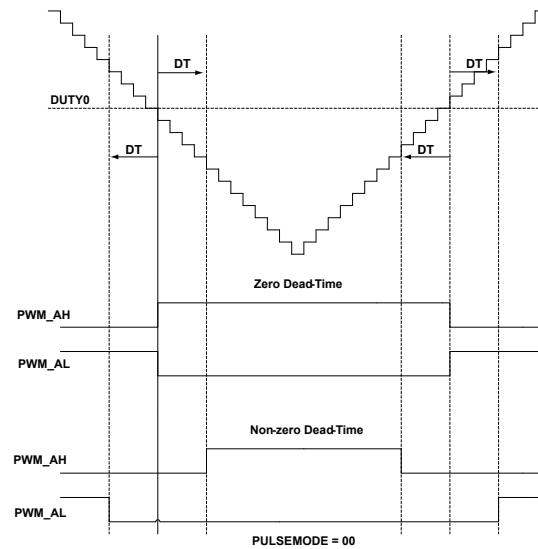 DT
DT
DUTY0
DT
DT
Zero Dead-Time
PWM_AH
PWM_AL
Non-zero Dead-Time
PWM_AH
PWM_AL
PULSEMODE = 00